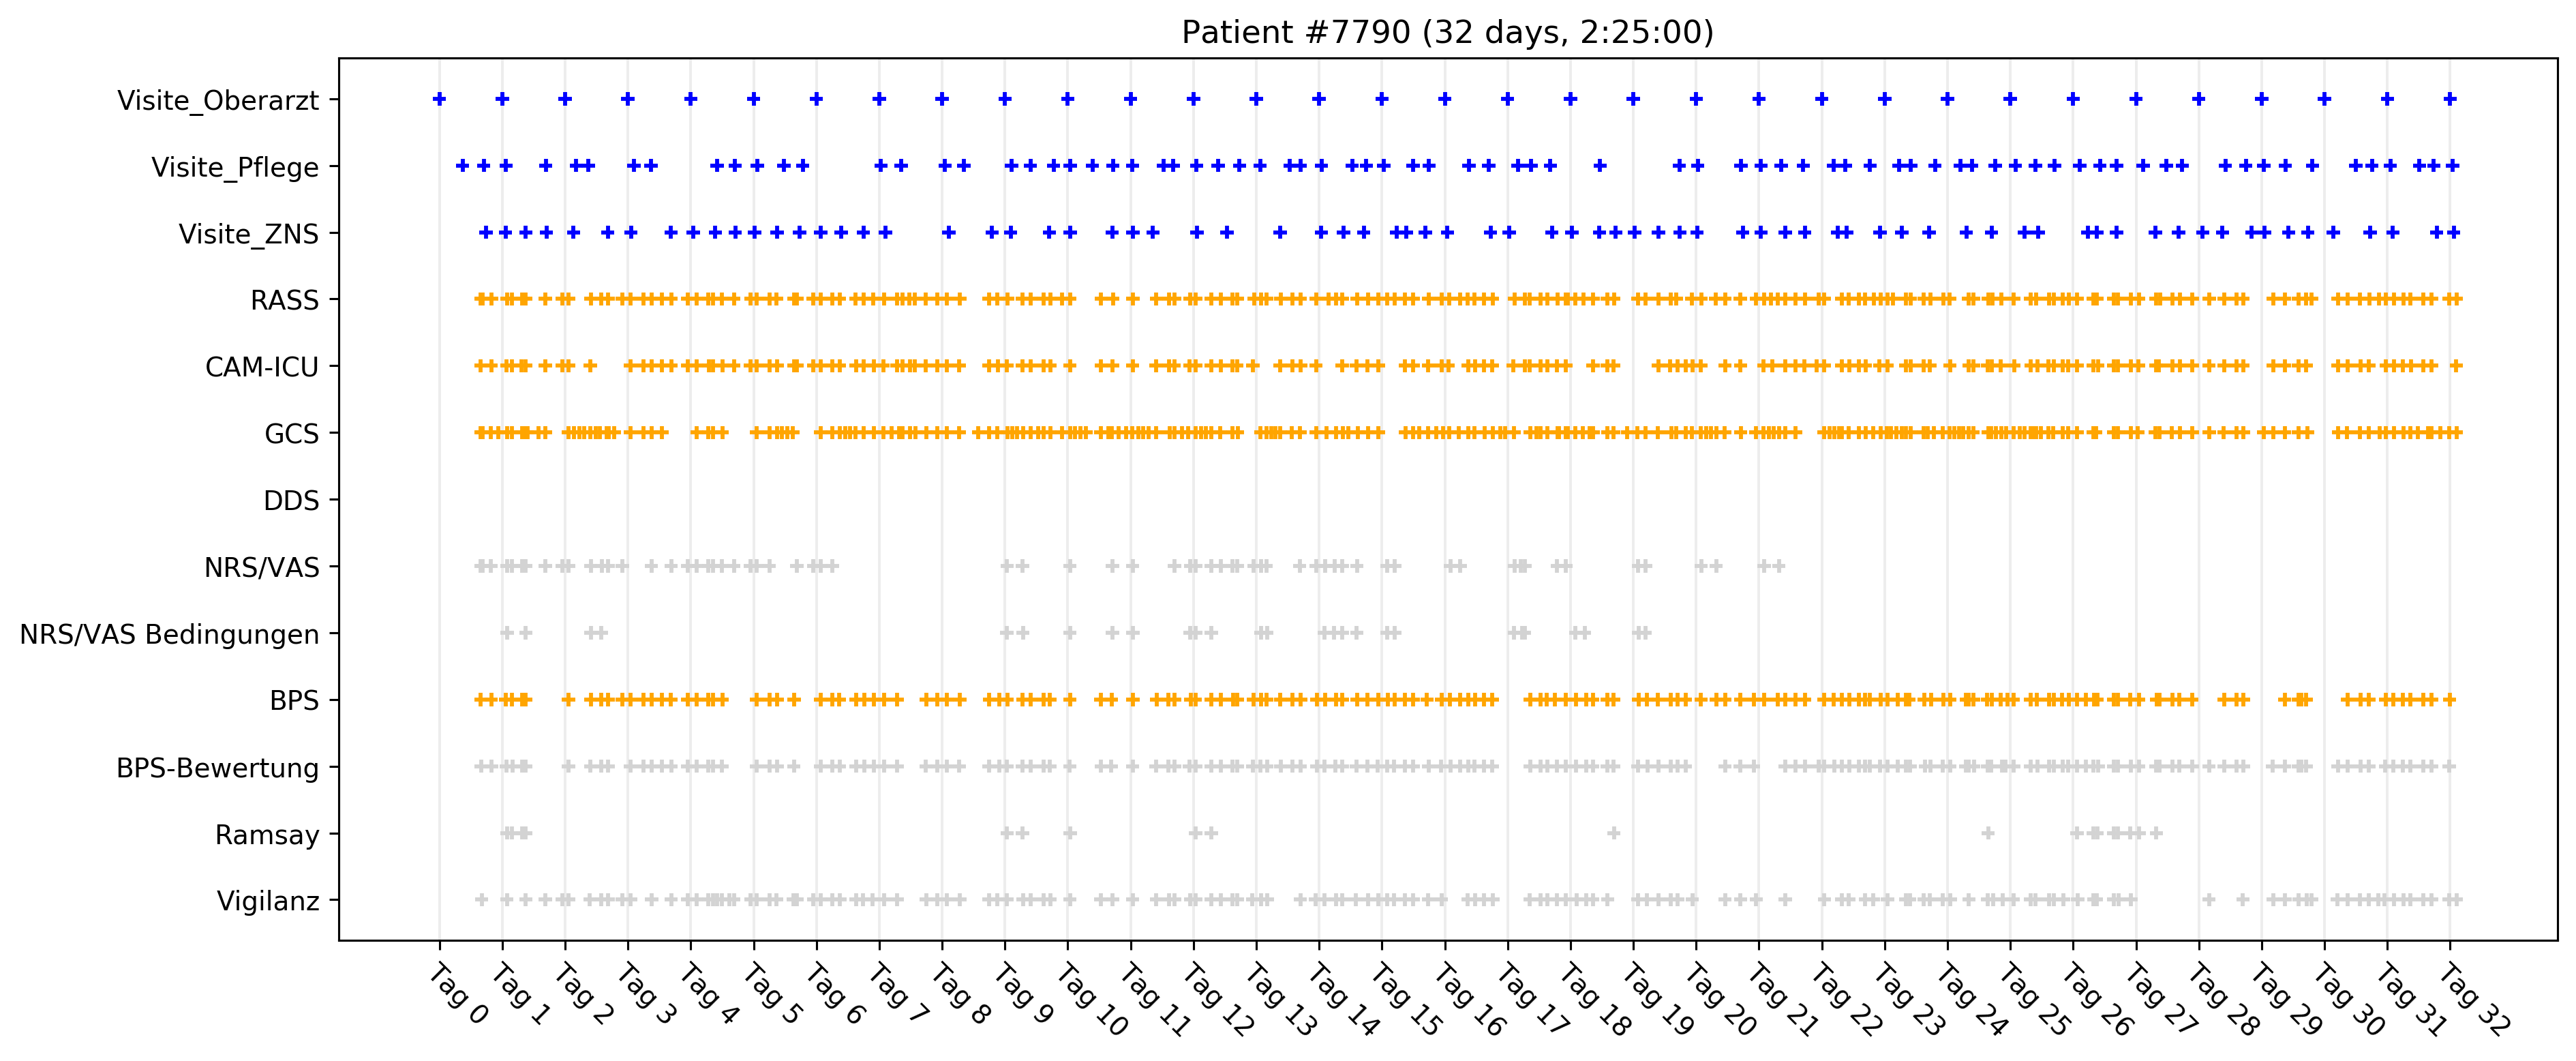 Patient #7790 (32 days, 2:25:00)
Visite_Oberarzt
Visite_Pflege
Visite_ZNS
RASS
CAM-ICU
GCS
DDS
NRS/VAS
NRS/VAS Bedingungen
BPS
BPS-Bewertung
Ramsay
Vigilanz
Tag 0
Tag 1
Tag 2
Tag 3
Tag 4
Tag 5
Tag 6
Tag 7
Tag 8
Tag 9
Tag 10
Tag 11
Tag 12
Tag 13
Tag 14
Tag 15
Tag 16
Tag 17
Tag 18
Tag 19
Tag 20
Tag 21
Tag 22
Tag 23
Tag 24
Tag 25
Tag 26
Tag 27
Tag 28
Tag 29
Tag 30
Tag 31
Tag 32